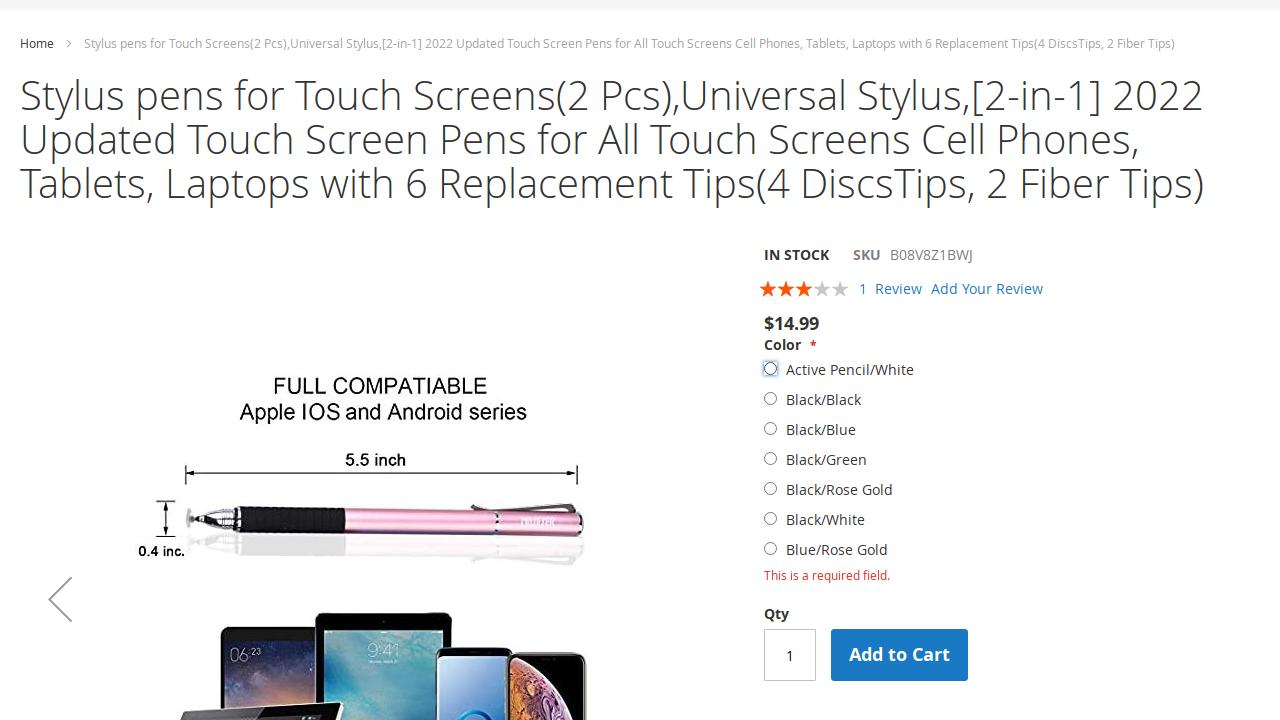 Home
Stylus pens for Touch Screens(2 Pcs),Universal Stylus,[2-in-1] 2022 Updated Touch Screen Pens for All Touch Screens Cell Phones, Tablets, Laptops with 6 Replacement Tips(4 DiscsTips, 2 Fiber Tips)
Stylus pens for Touch Screens(2 Pcs),Universal Stylus,[2-in-1] 2022
Updated Touch Screen Pens for All Touch Screens Cell Phones,
Tablets, Laptops with 6 Replacement Tips(4 DiscsTips, 2 Fiber Tips)
IN STOCK SKU B08V8Z1BWJ
1 Review Add Your Review
$14.99
Color *
Active Pencil/White
Black/Black
Black/Blue
Black/Green
Black/Rose Gold
Black/White
Blue/Rose Gold
This is a required field.
Qty
1
Add to Cart
FULL COMPATIABLE
Apple IOS and Android series
5.5 inch
0.4 inc.
06:23
9:41